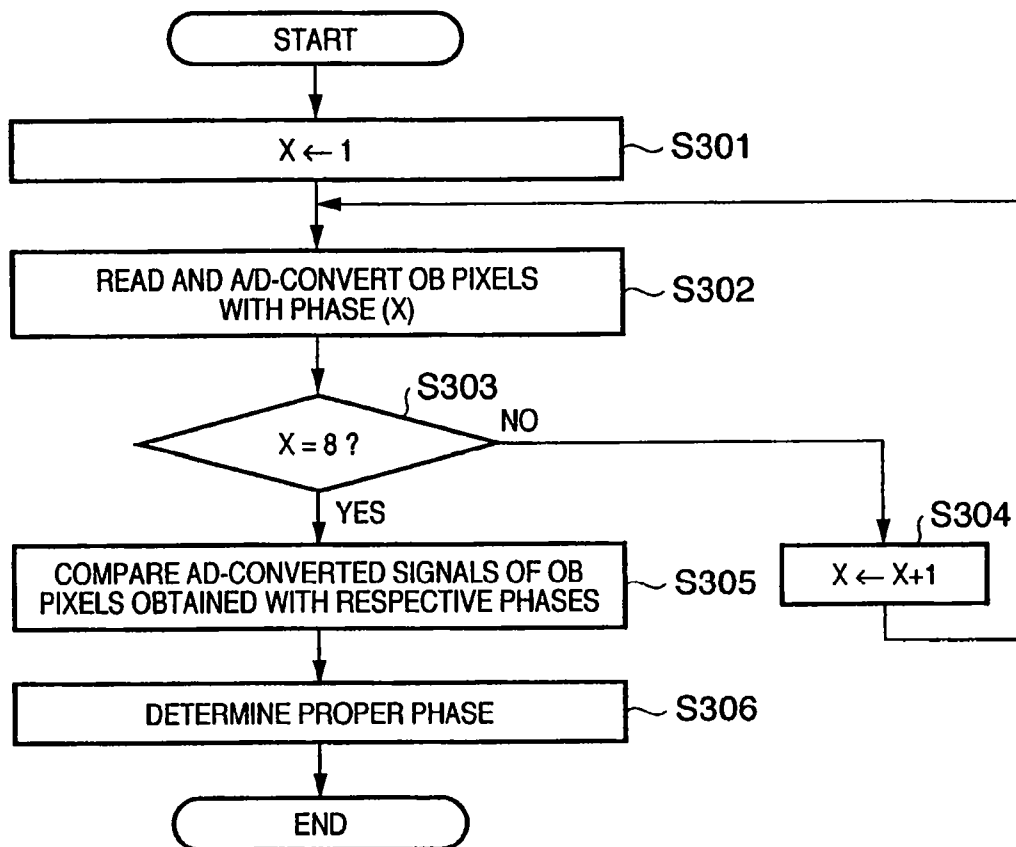 START
X ← 1
S301
READ AND A/D-CONVERT OB PIXELS
WITH PHASE (X)
S302
S303
X = 8 ?
NO
YES
S304
X ← X+1
COMPARE AD-CONVERTED SIGNALS OF OB
PIXELS OBTAINED WITH RESPECTIVE PHASES
S305
DETERMINE PROPER PHASE
S306
END